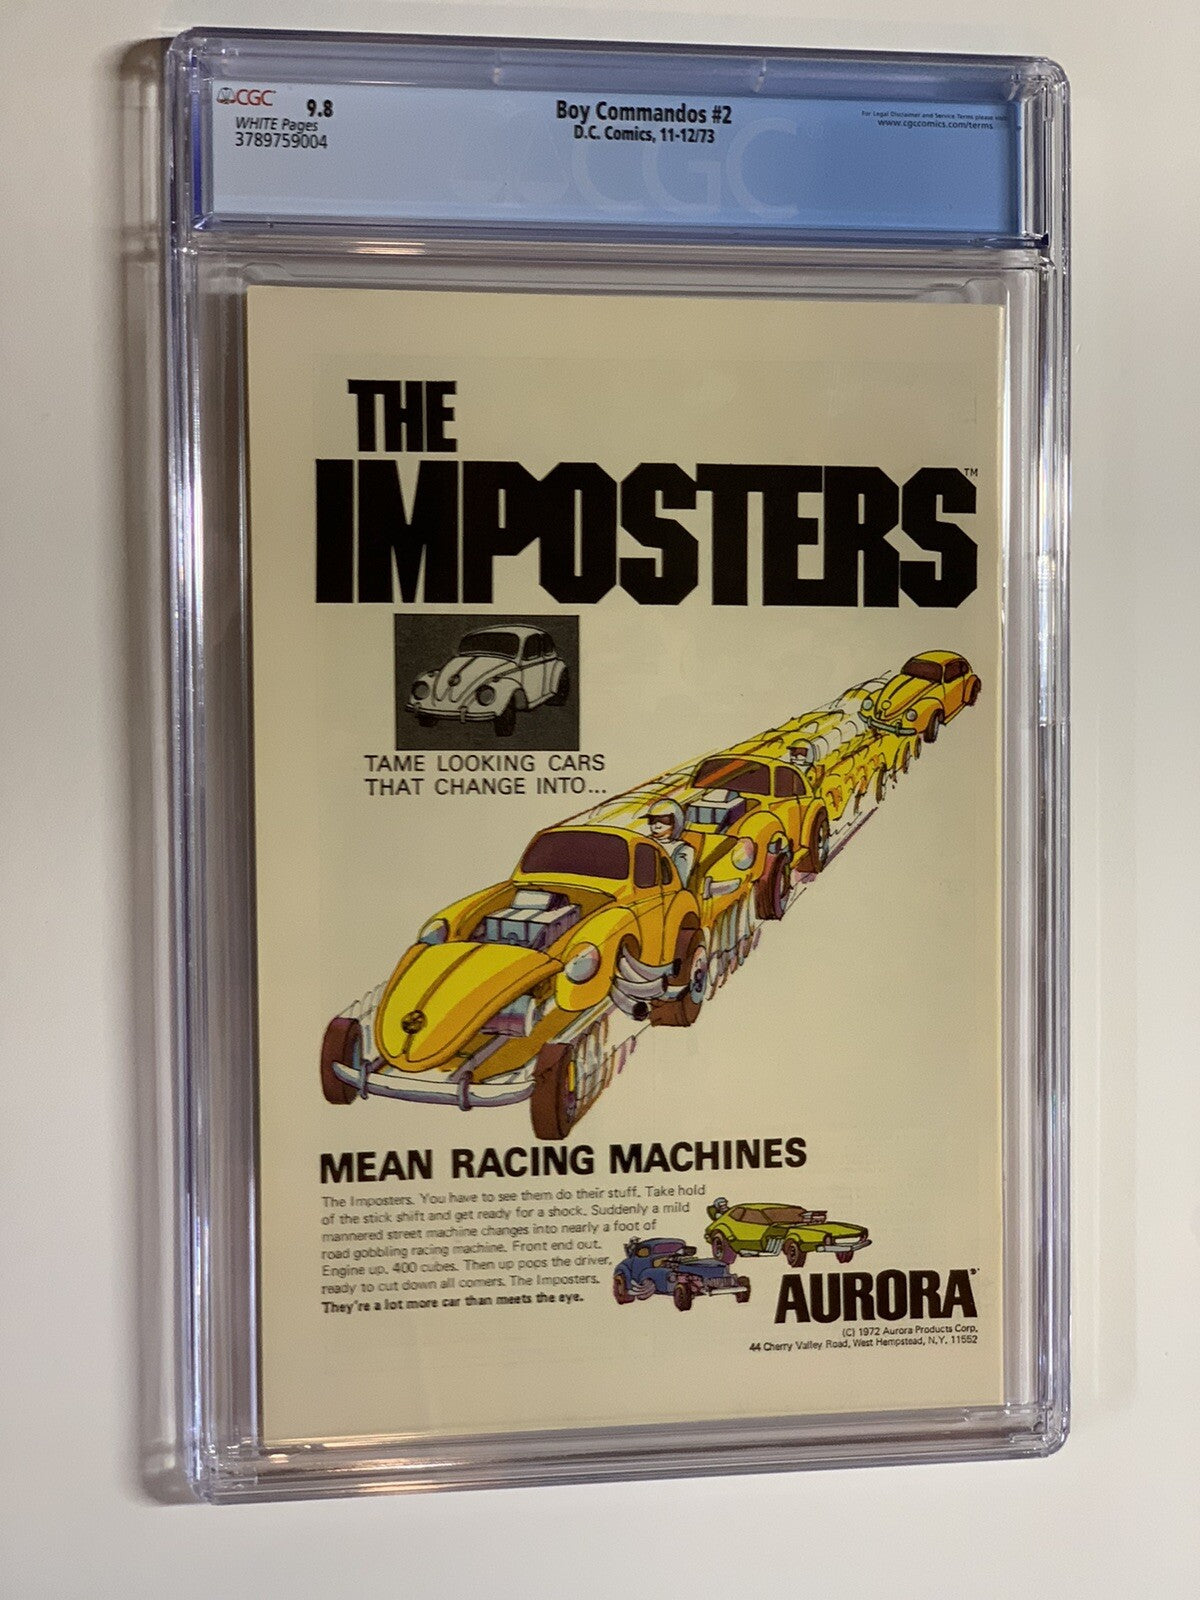 CGC 9.8
WHITE Pages
3789759004
Boy Commandos #2
D.C. Comics, 11-12/73
For Legal Disclaimer and Service Terms please visit
www.cgccomics.com/terms
CGC
THE
IMPOSTERS™
TAME LOOKING CARS
THAT CHANGE INTO...
MEAN RACING MACHINES
The Imposters. You have to see them do their stuff. Take hold
of the stick shift and get ready for a shock. Suddenly a mild
mannered street machine changes into nearly a foot of
road gobbling racing machine. Front end out.
Engine up. 400 cubes. Then up pops the driver,
ready to cut down all comers. The Imposters.
They're a lot more car than meets the eye.
AURORA®
(C) 1972 Aurora Products Corp.
44 Cherry Valley Road, West Hempstead, N.Y. 11552